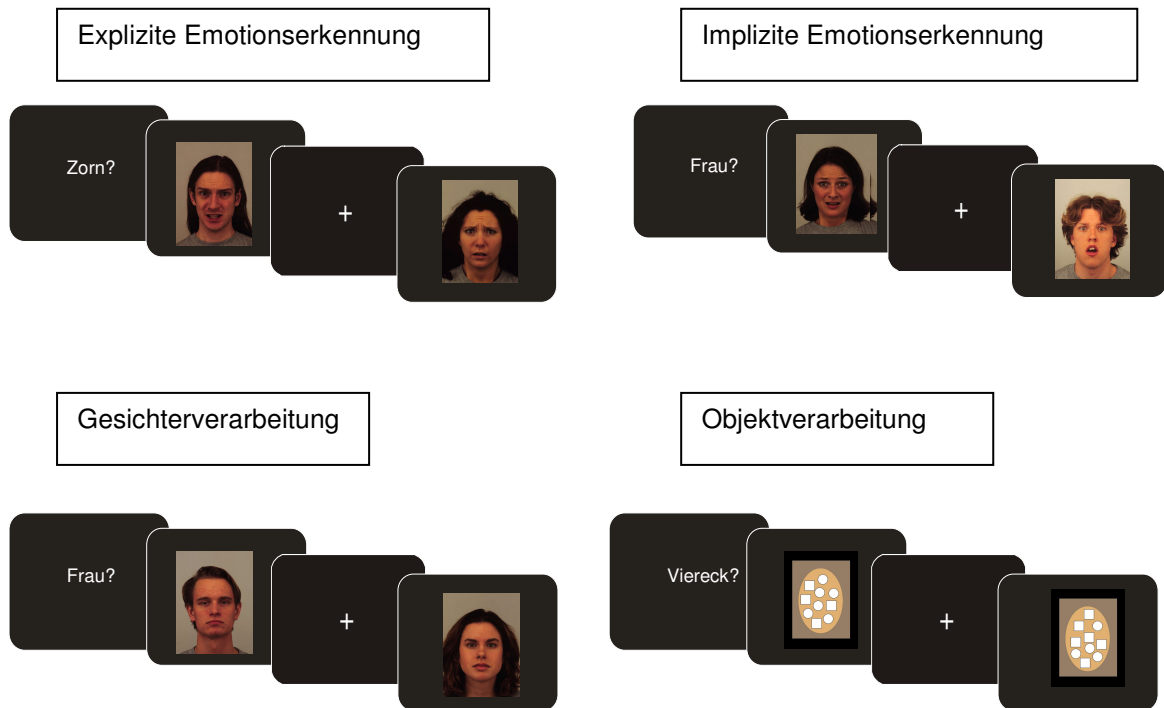 Explizite Emotionserkennung
Implizite Emotionserkennung
Zorn?
+
Frau?
+
Gesichterverarbeitung
Objektverarbeitung
Frau?
+
Viereck?
+